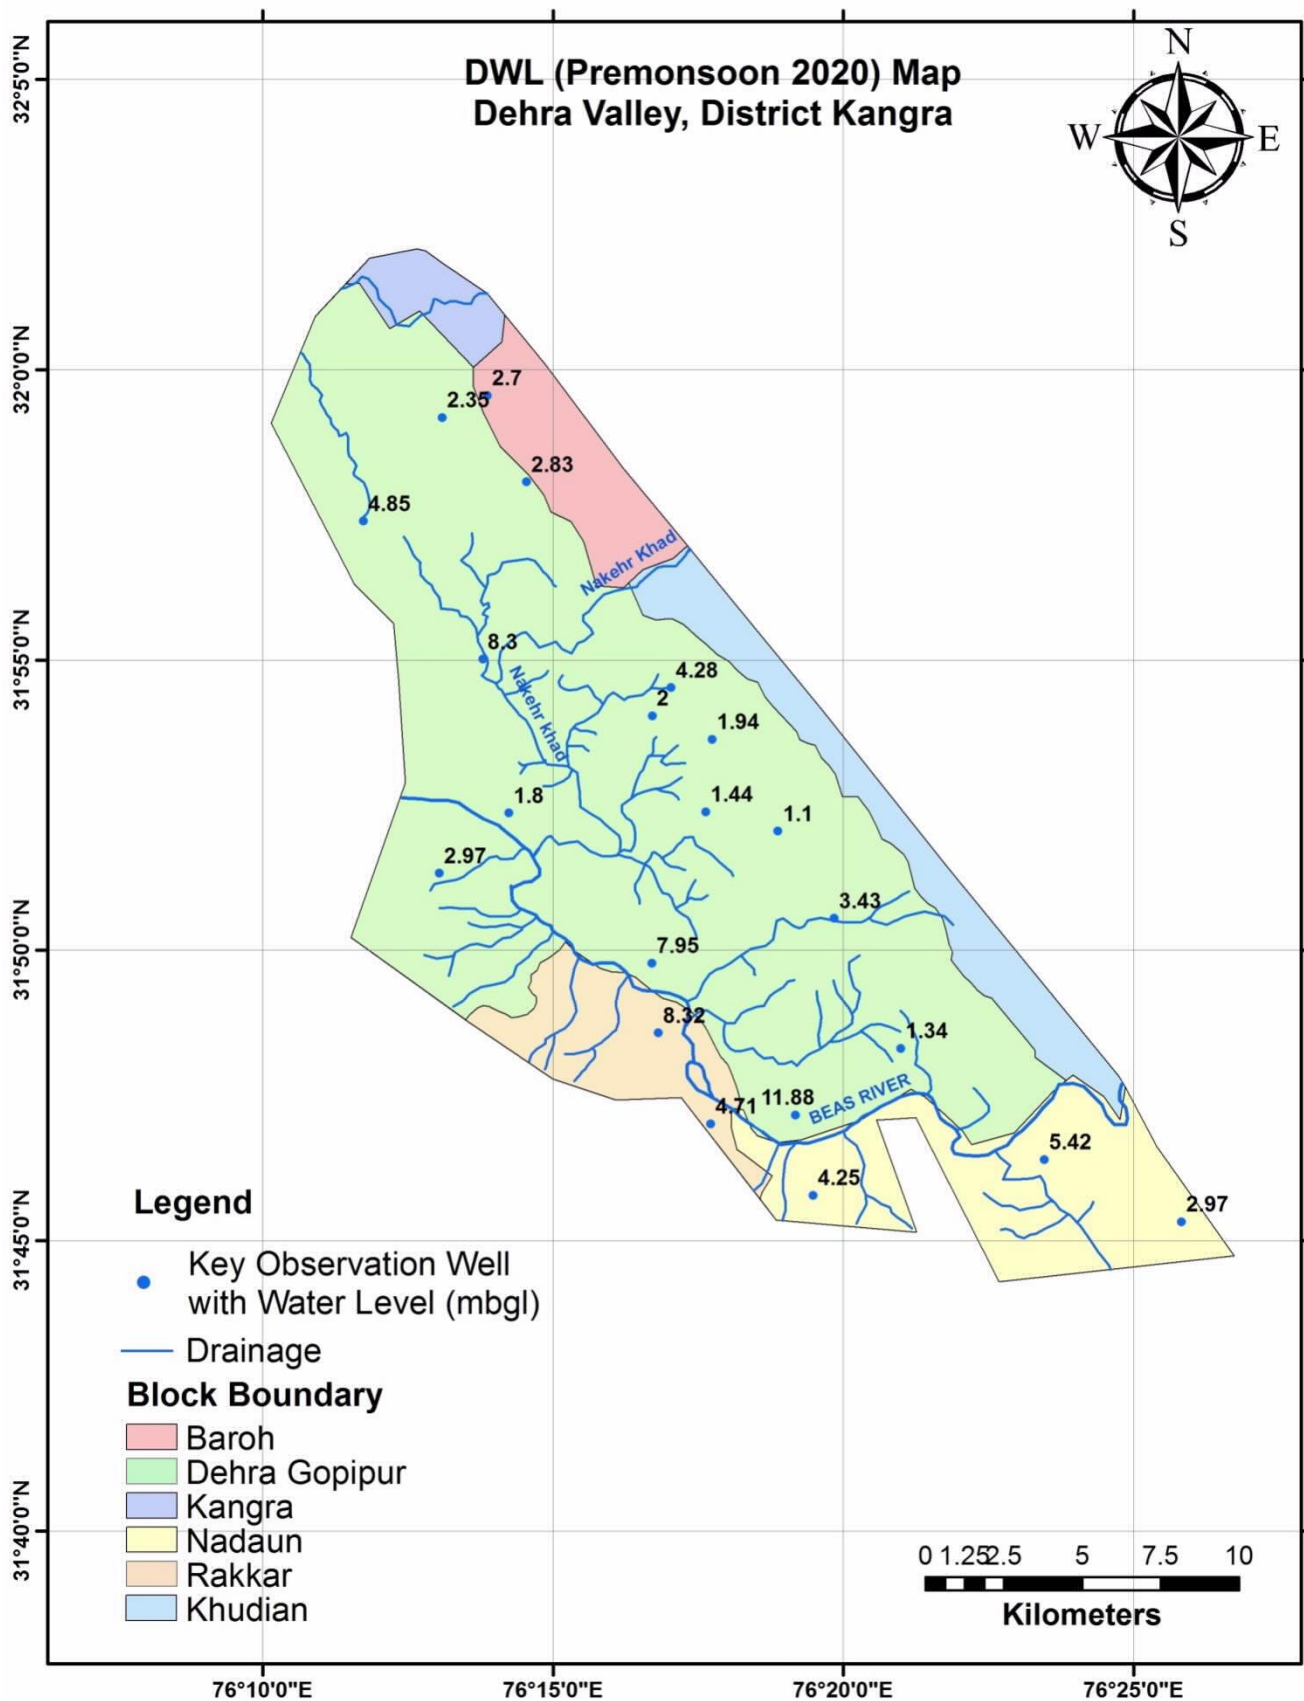 DWL (Premonsoon 2020) Map
Dehra Valley, District Kangra
N
W
E
S
32°5'0"N
32°0'0"N
31°55'0"N
31°50'0"N
31°45'0"N
31°40'0"N
2.7
2.35
2.83
4.85
Nakehr Khad
8.3
4.28
Nakehr khad
2
1.94
1.8
1.44
1.1
2.97
3.43
7.95
8.32
1.34
11.88
BEAS RIVER
4.71
5.42
4.25
2.97
Legend
Key Observation Well
with Water Level (mbgl)
Drainage
Block Boundary
Baroh
Dehra Gopipur
Kangra
Nadaun
Rakkar
Khudian
0 1.25 2.5 5 7.5 10
Kilometers
76°10'0"E 76°15'0"E 76°20'0"E 76°25'0"E